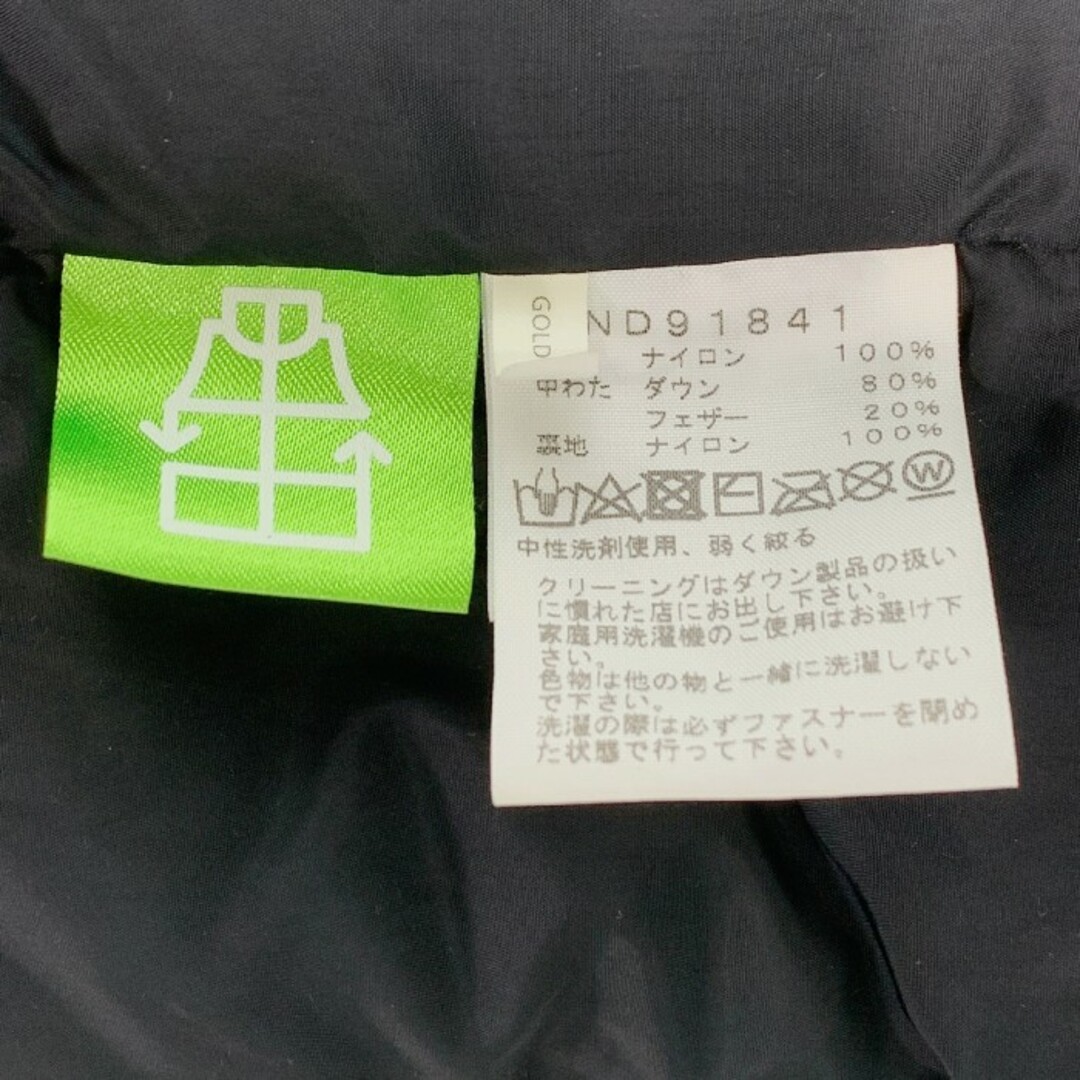 GOLD
ND91841
ナイロン 100%
中わた ダウン 80%
フェザー 20%
裏地 ナイロン 100%
W
中性洗剤使用、弱く絞る
クリーニングはダウン製品の扱い
に慣れた店にお出し下さい。
家庭用洗濯機のご使用はお避け下
さい。
色物は他の物と一緒に洗濯しない
で下さい。
洗濯の際は必ずファスナーを閉め
た状態で行って下さい。